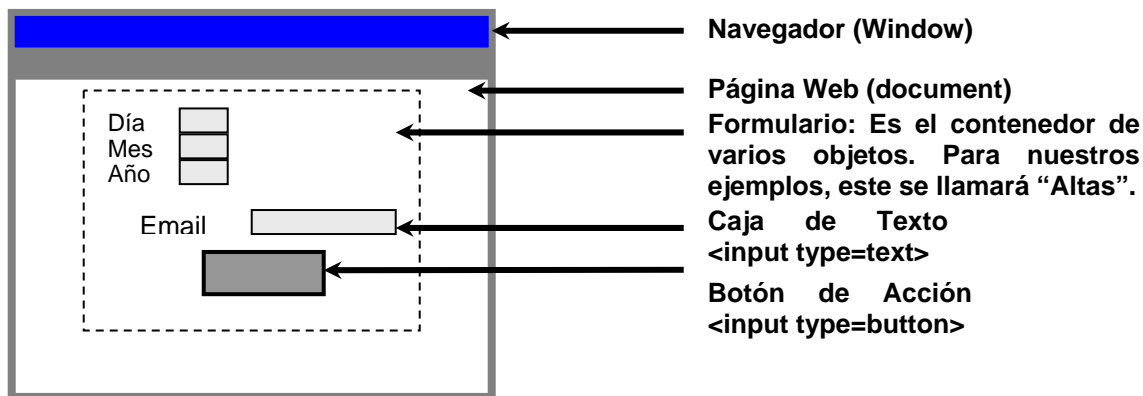 Navegador (Window)
Página Web (document)
Formulario: Es el contenedor de
varios objetos. Para nuestros
ejemplos, este se llamará “Altas”.
Caja de Texto
<input type=text>
Botón de Acción
<input type=button>
Día
Mes
Año
Email